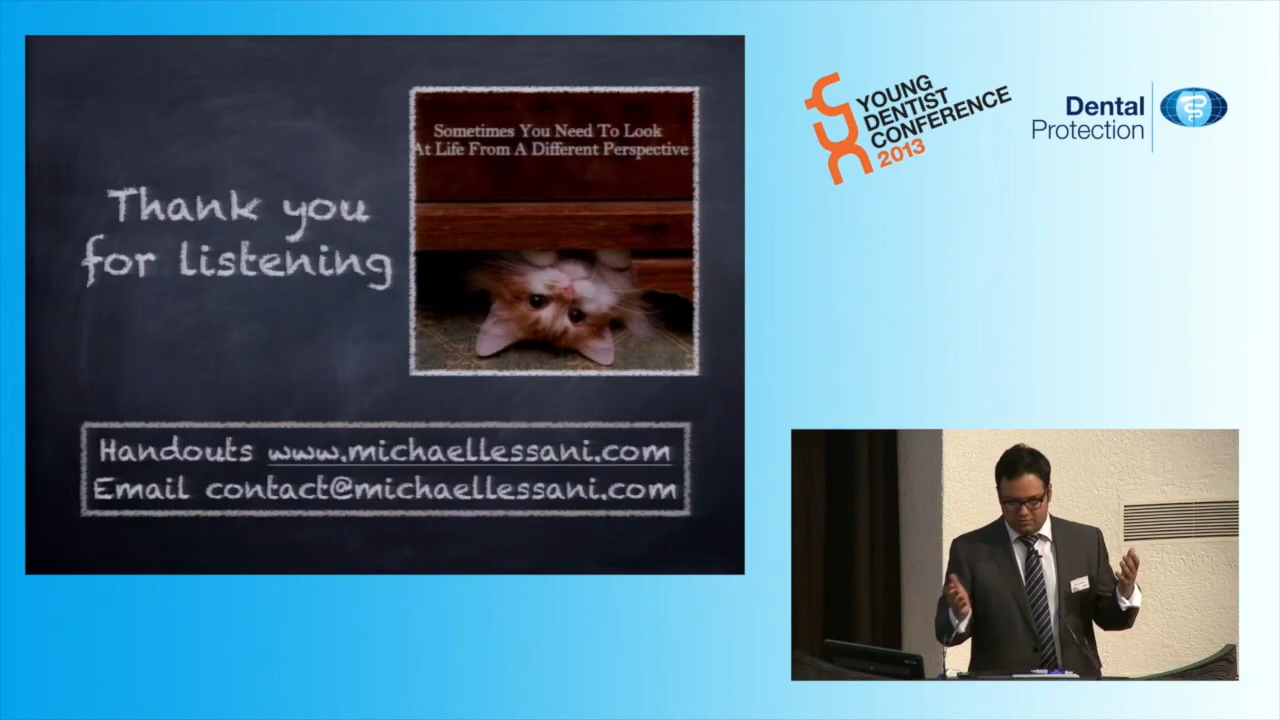 Thank you
for listening
Sometimes You Need To Look
At Life From A Different Perspective
Handouts www.michaellessani.com
Email contact@michaellessani.com
YOUNG
DENTIST
CONFERENCE
2013
Dental
Protection